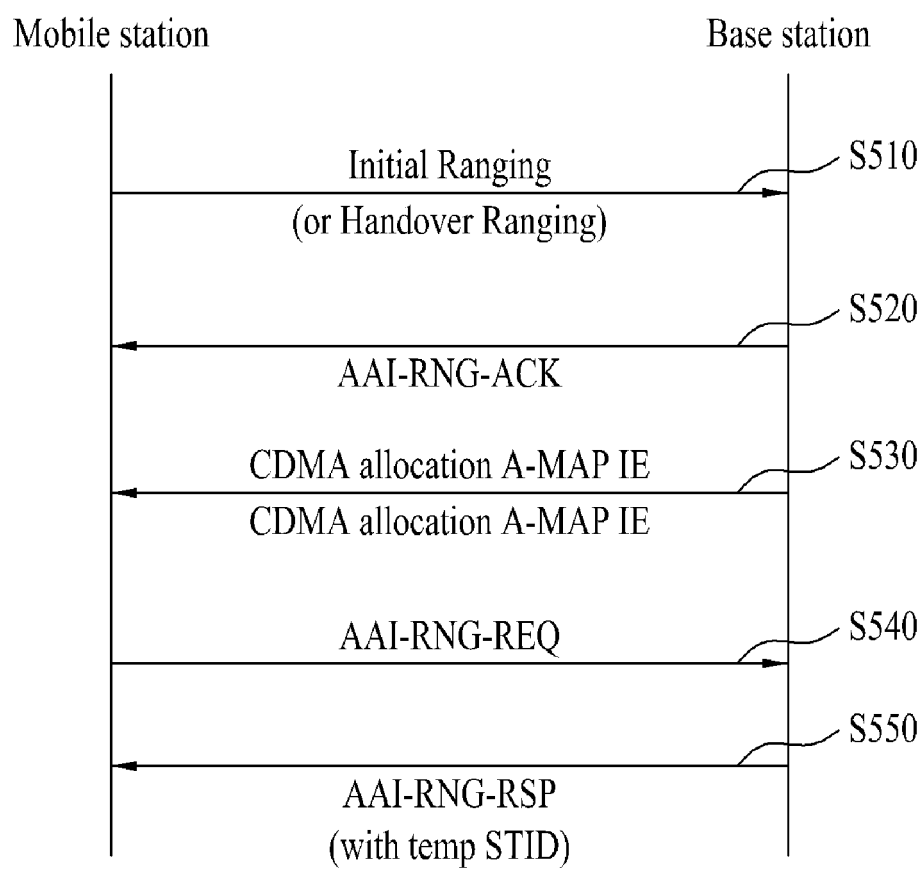 Mobile station
Base station
S510
Initial Ranging
(or Handover Ranging)
S520
AAI-RNG-ACK
S530
CDMA allocation A-MAP IE
CDMA allocation A-MAP IE
S540
AAI-RNG-REQ
S550
AAI-RNG-RSP
(with temp STID)